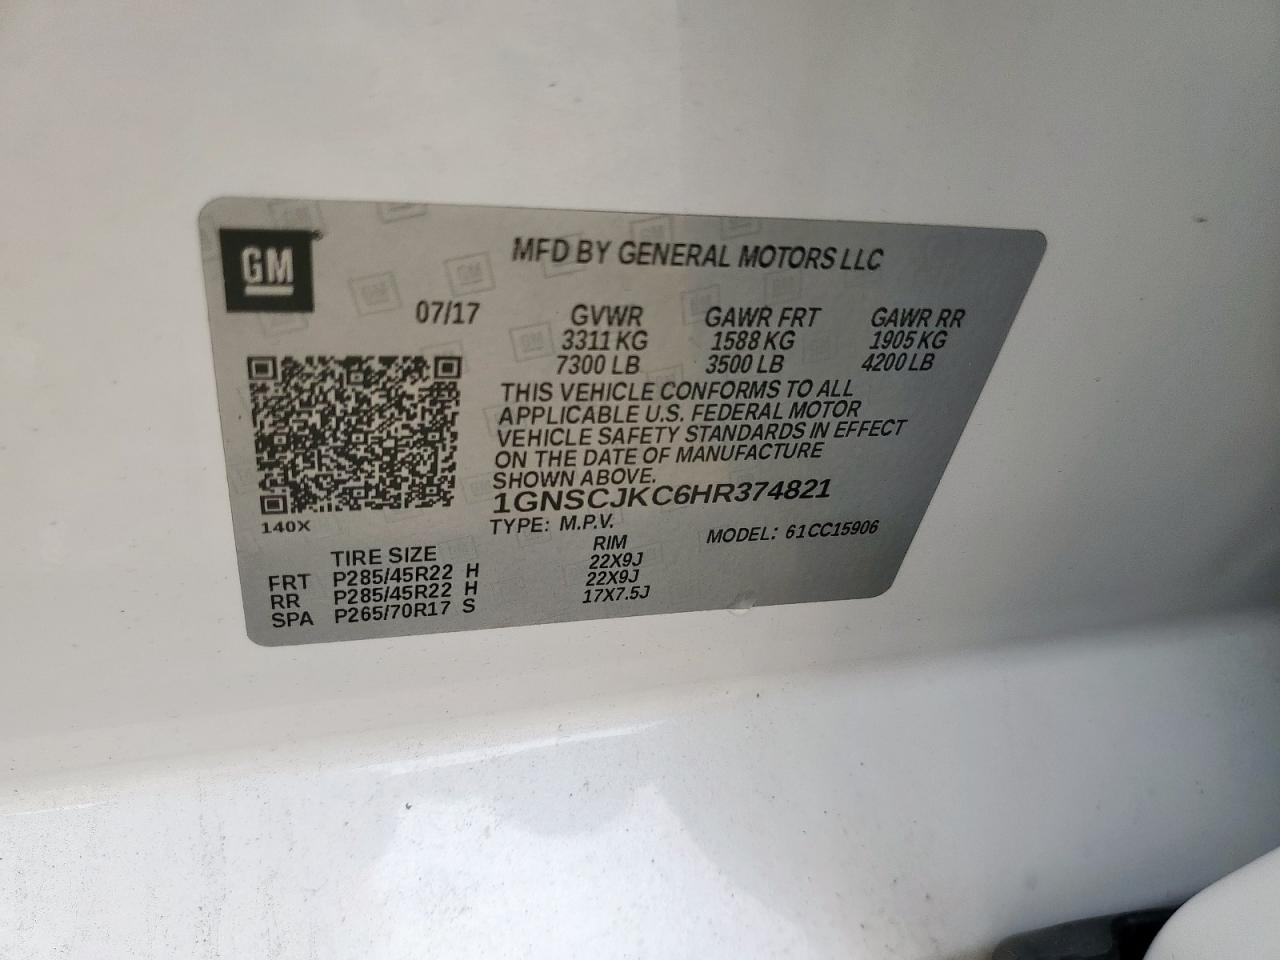 GM
MFD BY GENERAL MOTORS LLC
07/17 GVWR GAWR FRT GAWR RR
3311 KG 1588 KG 1905 KG
7300 LB 3500 LB 4200 LB
THIS VEHICLE CONFORMS TO ALL
APPLICABLE U.S. FEDERAL MOTOR
VEHICLE SAFETY STANDARDS IN EFFECT
ON THE DATE OF MANUFACTURE
SHOWN ABOVE.
1GNSCJKC6HR374821
140X
TYPE: M.P.V. MODEL: 61CC15906
TIRE SIZE RIM
FRT P285/45R22 H 22X9J
RR P285/45R22 H 22X9J
SPA P265/70R17 S 17X7.5J